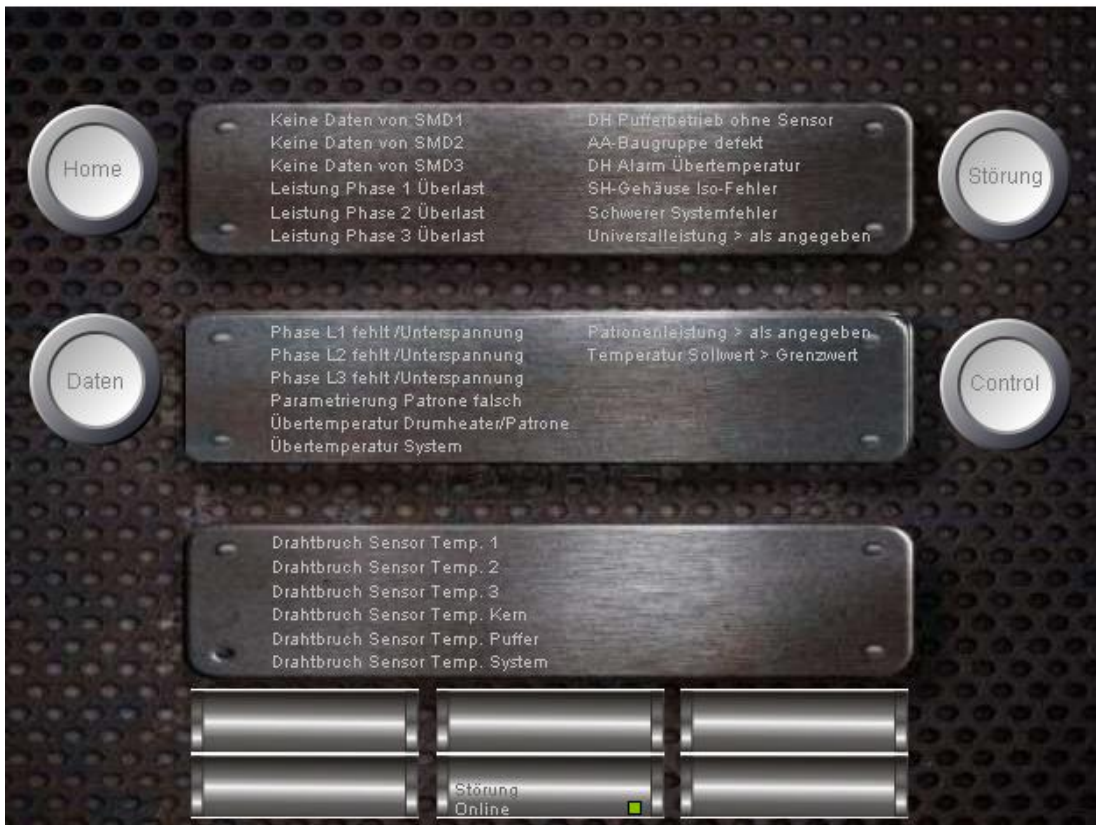 Home
Störung
Keine Daten von SMD1
Keine Daten von SMD2
Keine Daten von SMD3
Leistung Phase 1 Überlast
Leistung Phase 2 Überlast
Leistung Phase 3 Überlast
DH Pufferbetrieb ohne Sensor
AA-Baugruppe defekt
DH Alarm Übertemperatur
SH-Gehäuse Iso-Fehler
Schwerer Systemfehler
Universalleistung > als angegeben
Daten
Control
Phase L1 fehlt /Unterspannung
Phase L2 fehlt /Unterspannung
Phase L3 fehlt /Unterspannung
Parametrierung Patrone falsch
Übertemperatur Drumheater/Patrone
Übertemperatur System
Pationenleistung > als angegeben
Temperatur Sollwert > Grenzwert
Drahtbruch Sensor Temp. 1
Drahtbruch Sensor Temp. 2
Drahtbruch Sensor Temp. 3
Drahtbruch Sensor Temp. Kern
Drahtbruch Sensor Temp. Puffer
Drahtbruch Sensor Temp. System
Störung
Online